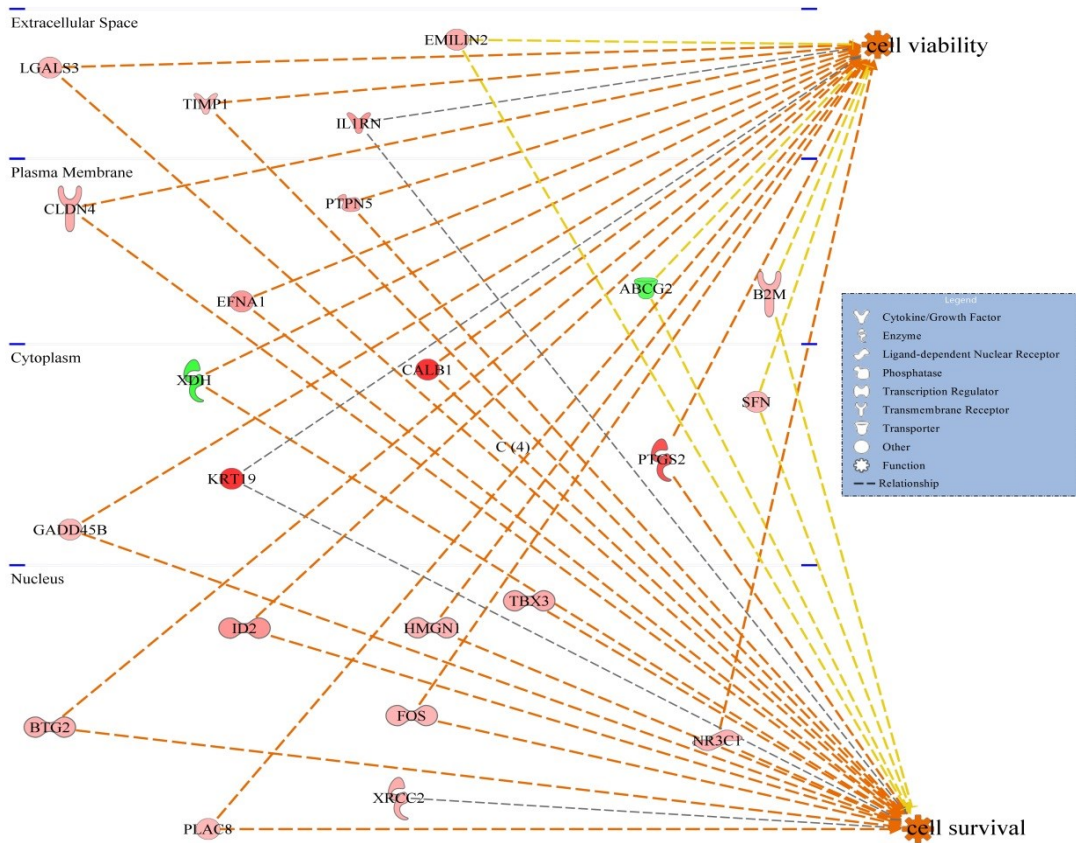 Extracellular Space
EMILIN2
cell viability
LGALS3
TIMP1
IL1RN
Plasma Membrane
CLDN4
PTPN5
EFNA1
ABCG2
B2M
Legend
Cytokine/Growth Factor
Enzyme
Ligand-dependent Nuclear Receptor
Phosphatase
Transcription Regulator
Transmembrane Receptor
Transporter
Other
Function
Relationship
Cytoplasm
XDH
CALB1
SFN
C (4)
PTGS2
KRT19
GADD45B
Nucleus
TBX3
ID2
HMGN1
FOS
BTG2
NR3C1
XRCC2
PLAC8
cell survival